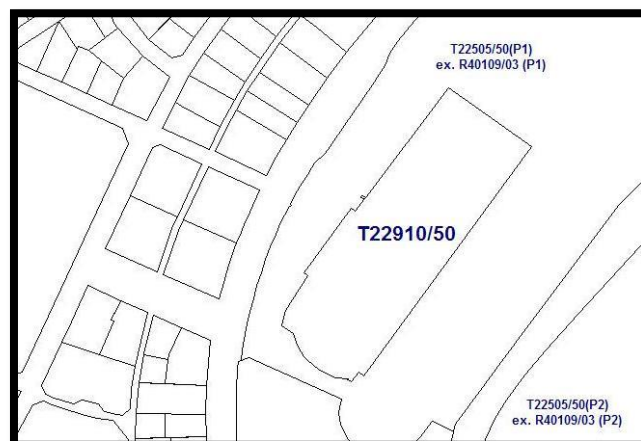 T22505/50(P1)
ex. R40109/03 (P1)
T22910/50
T22505/50(P2)
ex. R40109/03 (P2)